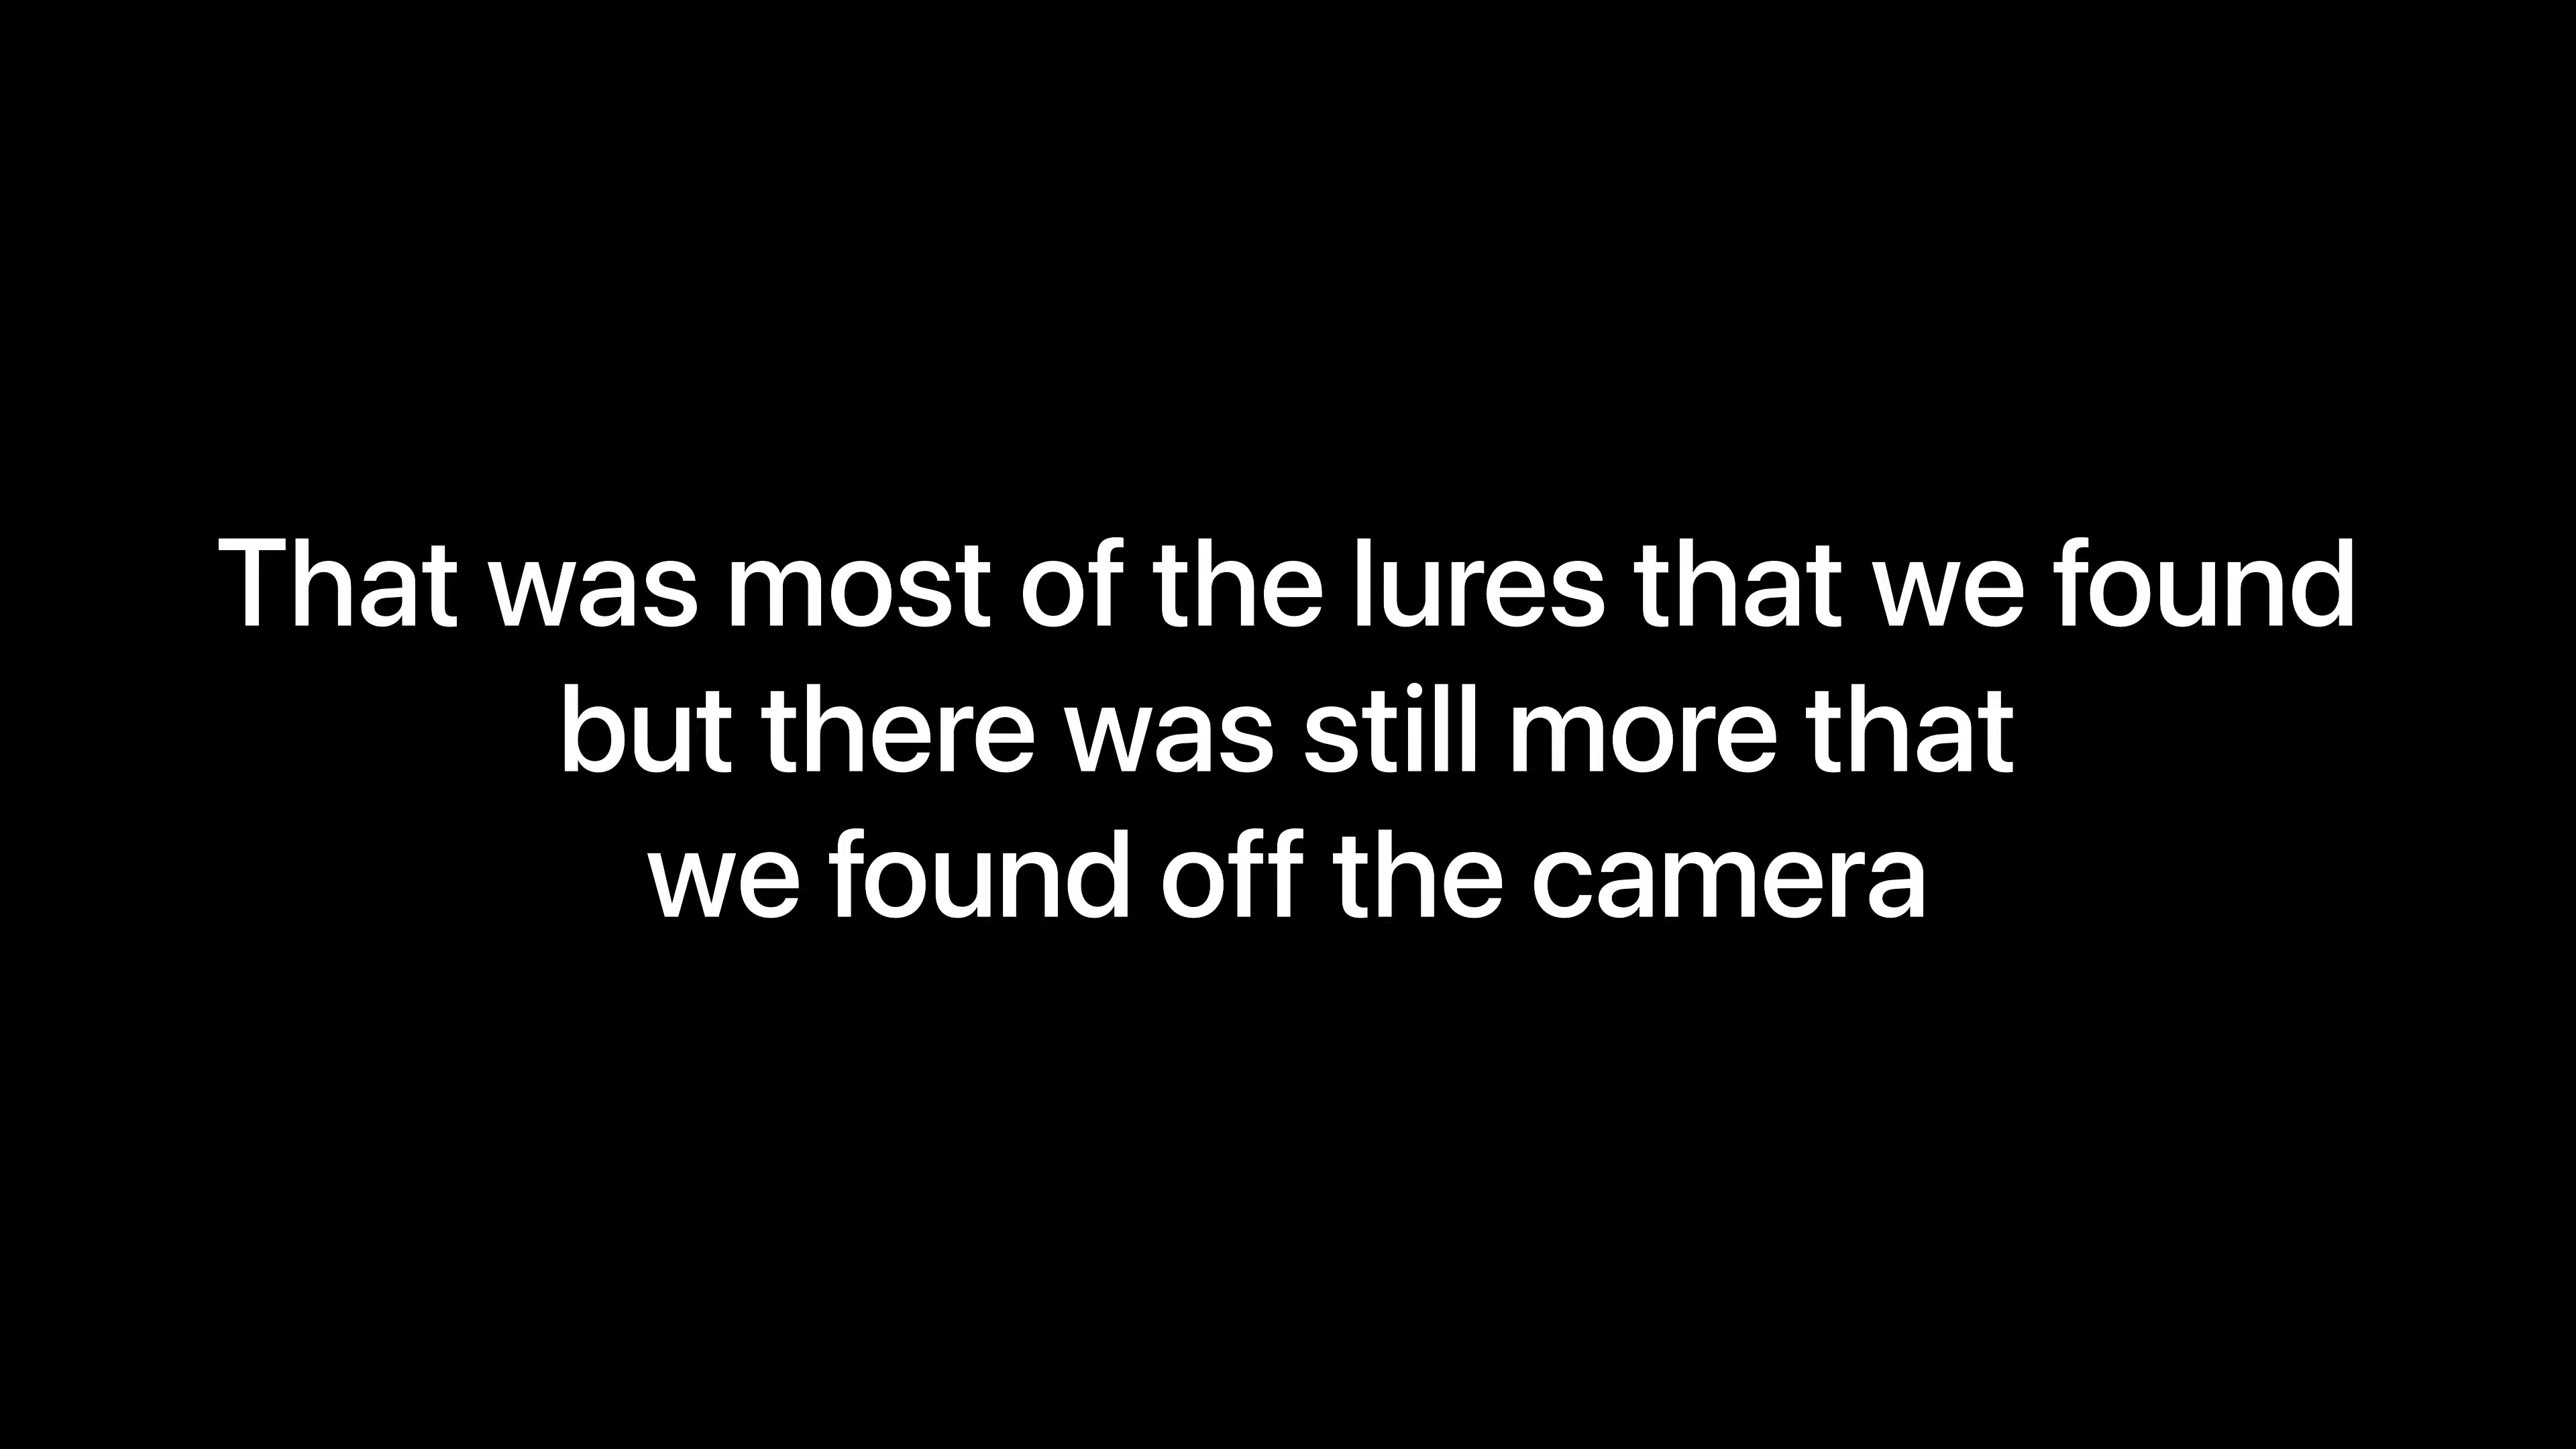 That was most of the lures that we found
but there was still more that
we found off the camera